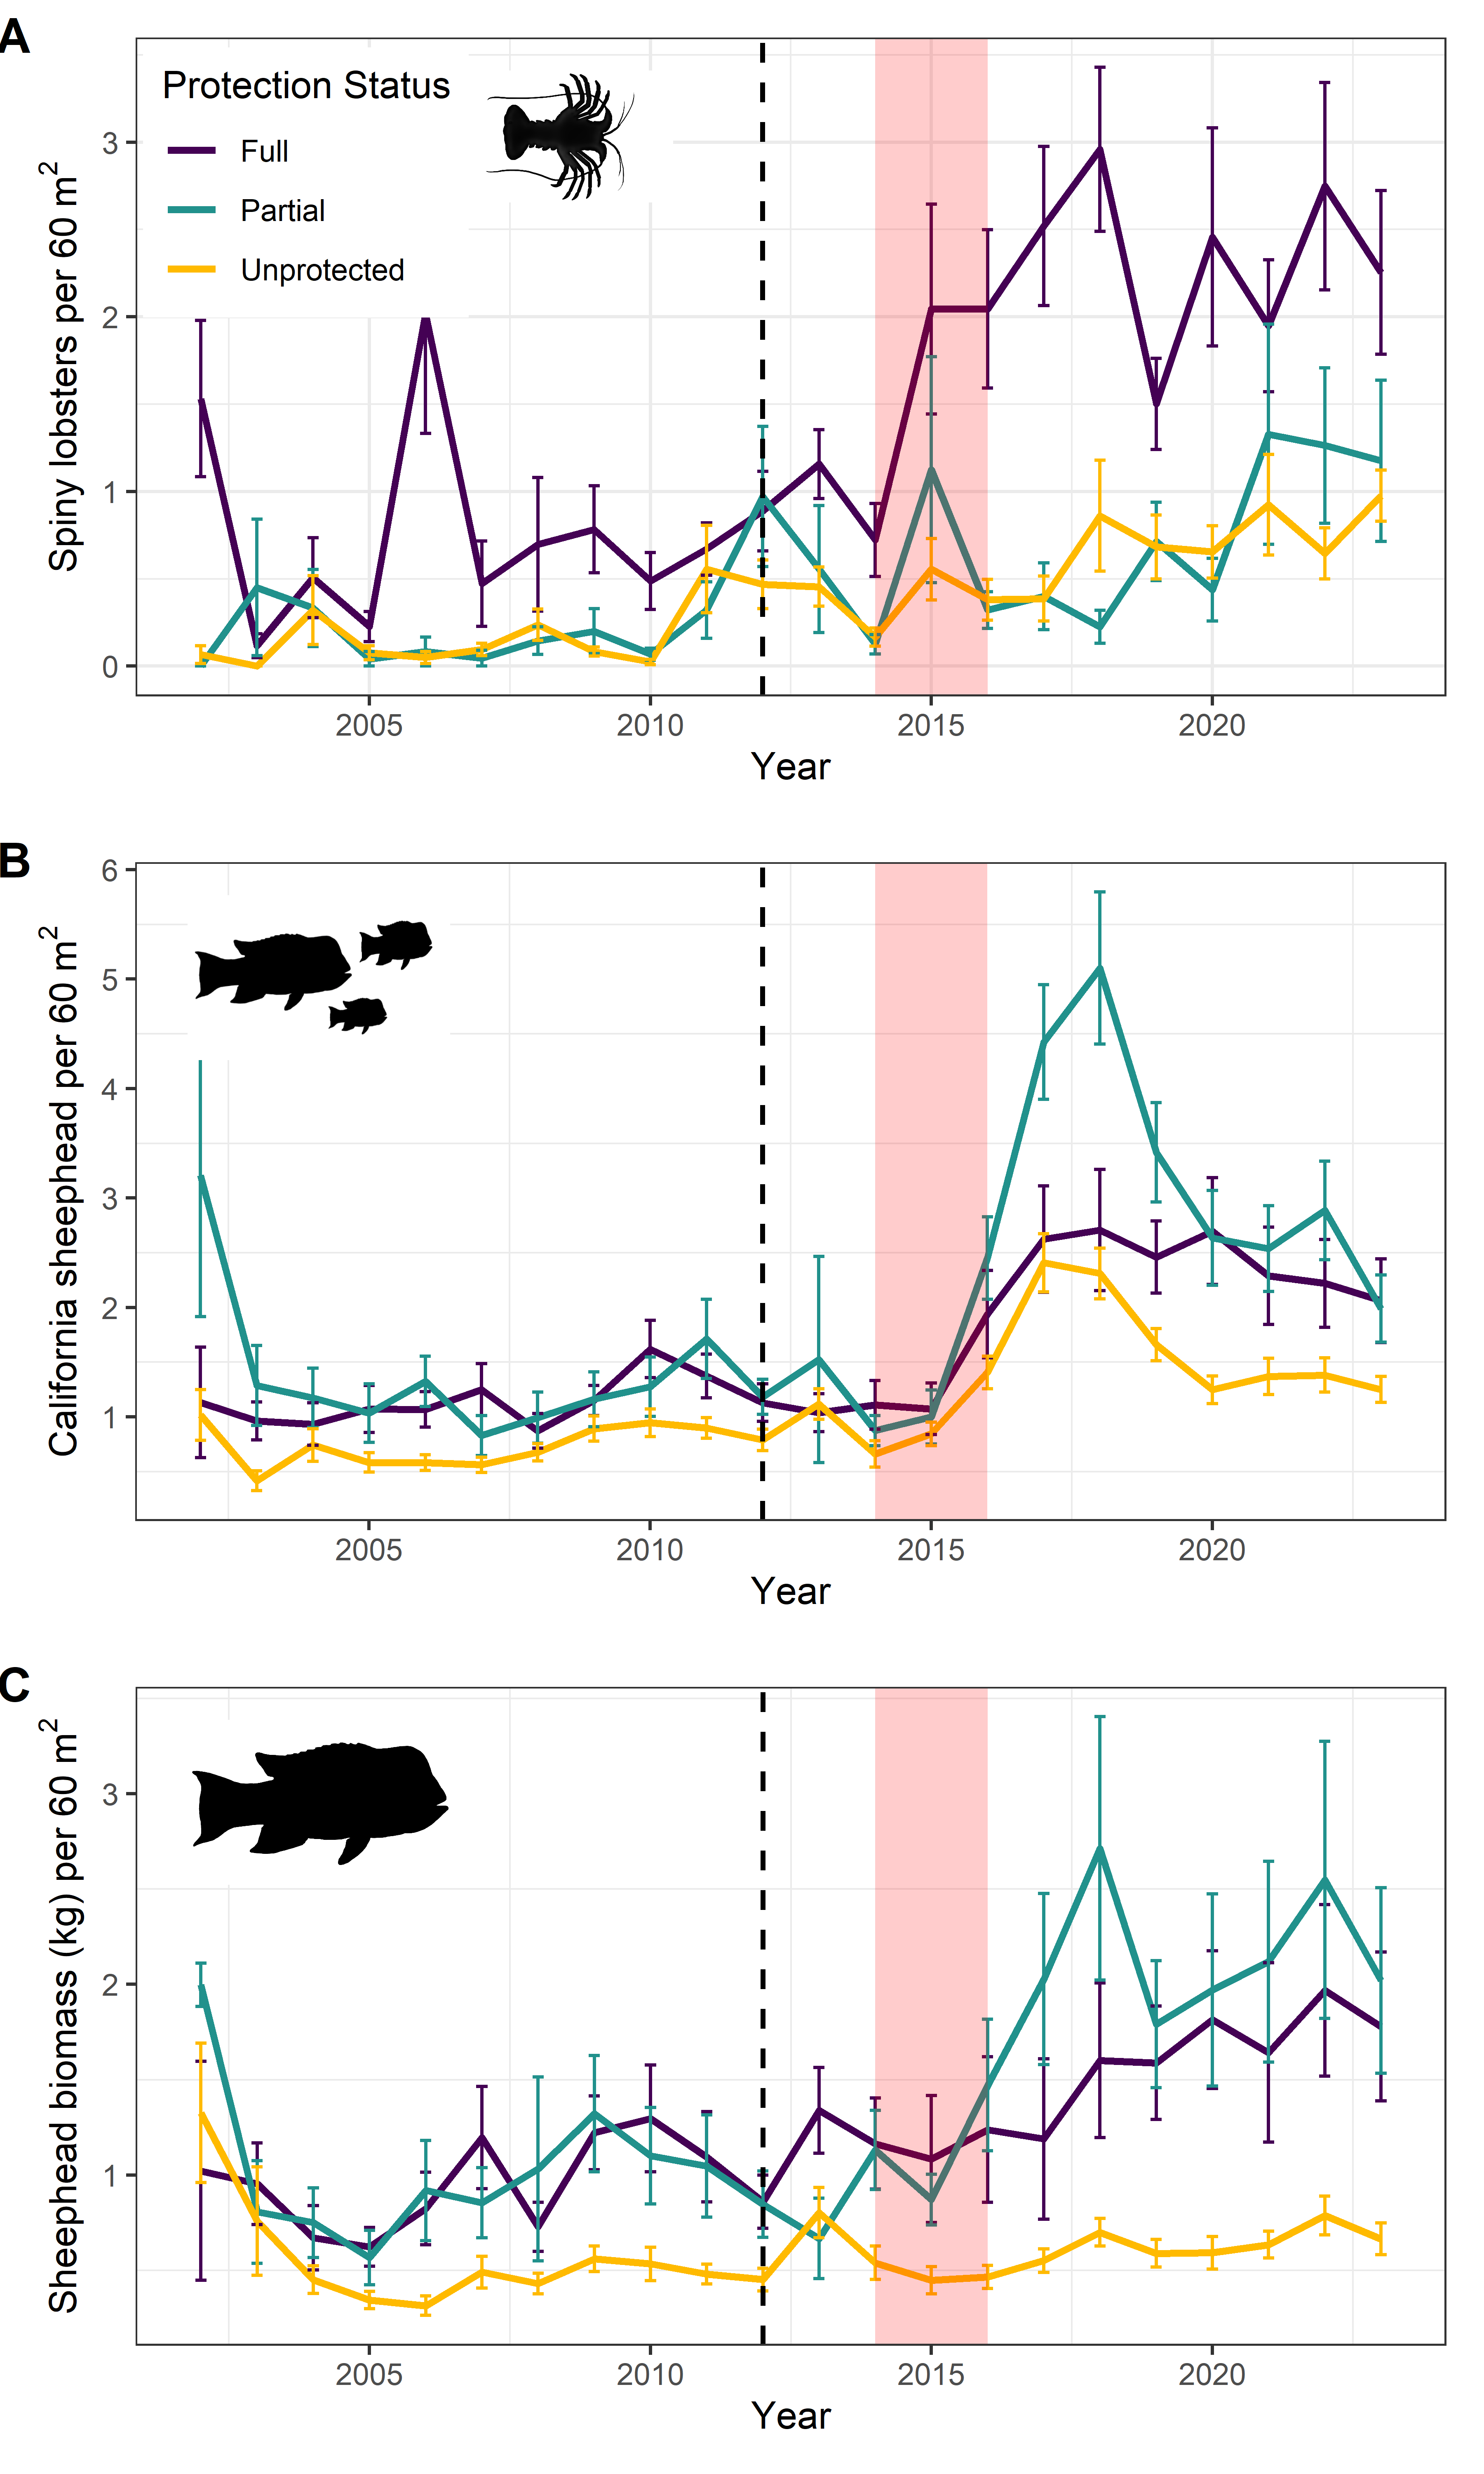 A
Spiny lobsters per 60 m²
Protection Status
Full
Partial
Unprotected
3
2
1
0
2005 2010 2015 2020
Year
B
California sheephead per 60 m²
6
5
4
3
2
1
2005 2010 2015 2020
Year
C
Sheephead biomass (kg) per 60 m²
3
2
1
2005 2010 2015 2020
Year